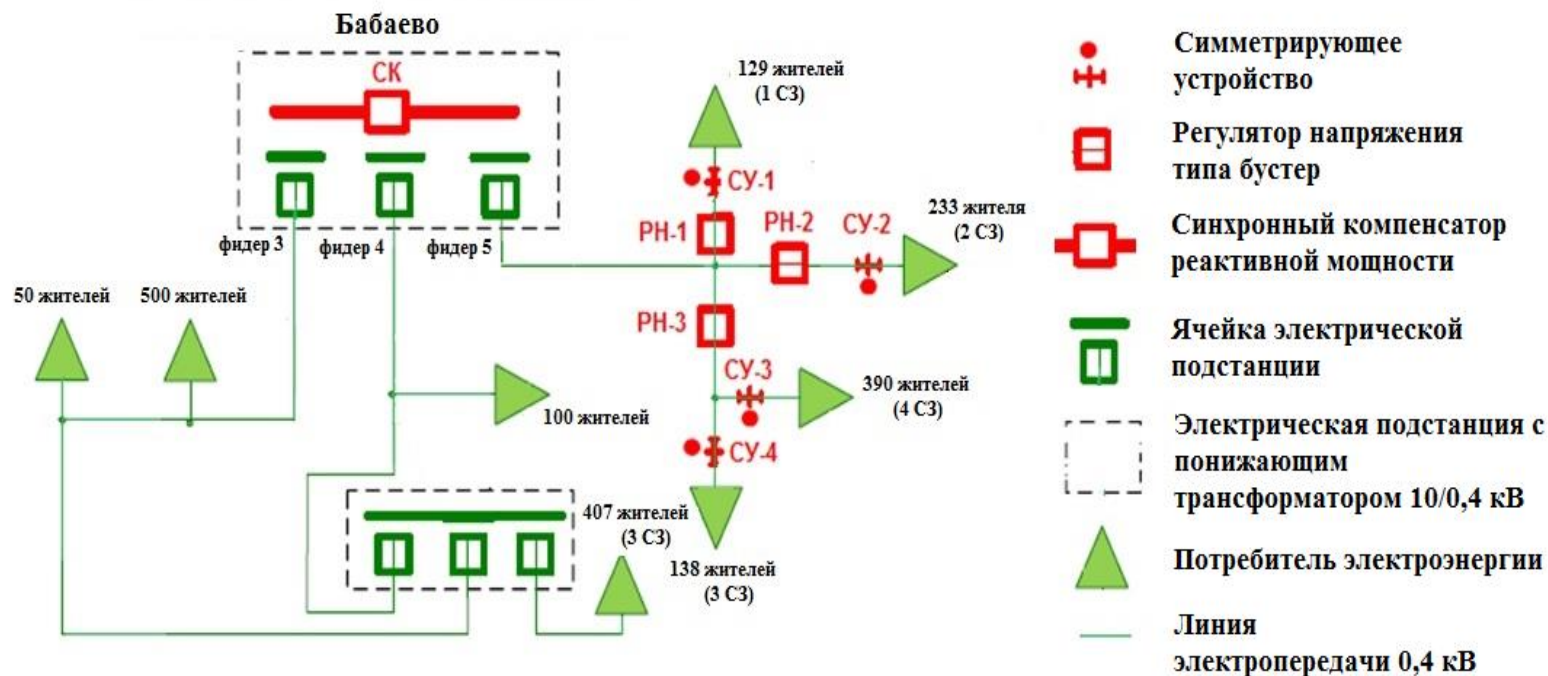 Бабаево
СК
фидер 3
фидер 4
фидер 5
50 жителей
500 жителей
100 жителей
129 жителей
(1 СЗ)
СУ-1
РН-1
РН-2
СУ-2
233 жителя
(2 СЗ)
РН-3
СУ-3
390 жителей
(4 СЗ)
СУ-4
407 жителей
(3 СЗ)
138 жителей
(3 СЗ)
Симметрирующее
устройство
Регулятор напряжения
типа бустер
Синхронный компенсатор
реактивной мощности
Ячейка электрической
подстанции
Электрическая подстанция с
понижающим
трансформатором 10/0,4 кВ
Потребитель электроэнергии
Линия
электропередачи 0,4 кВ